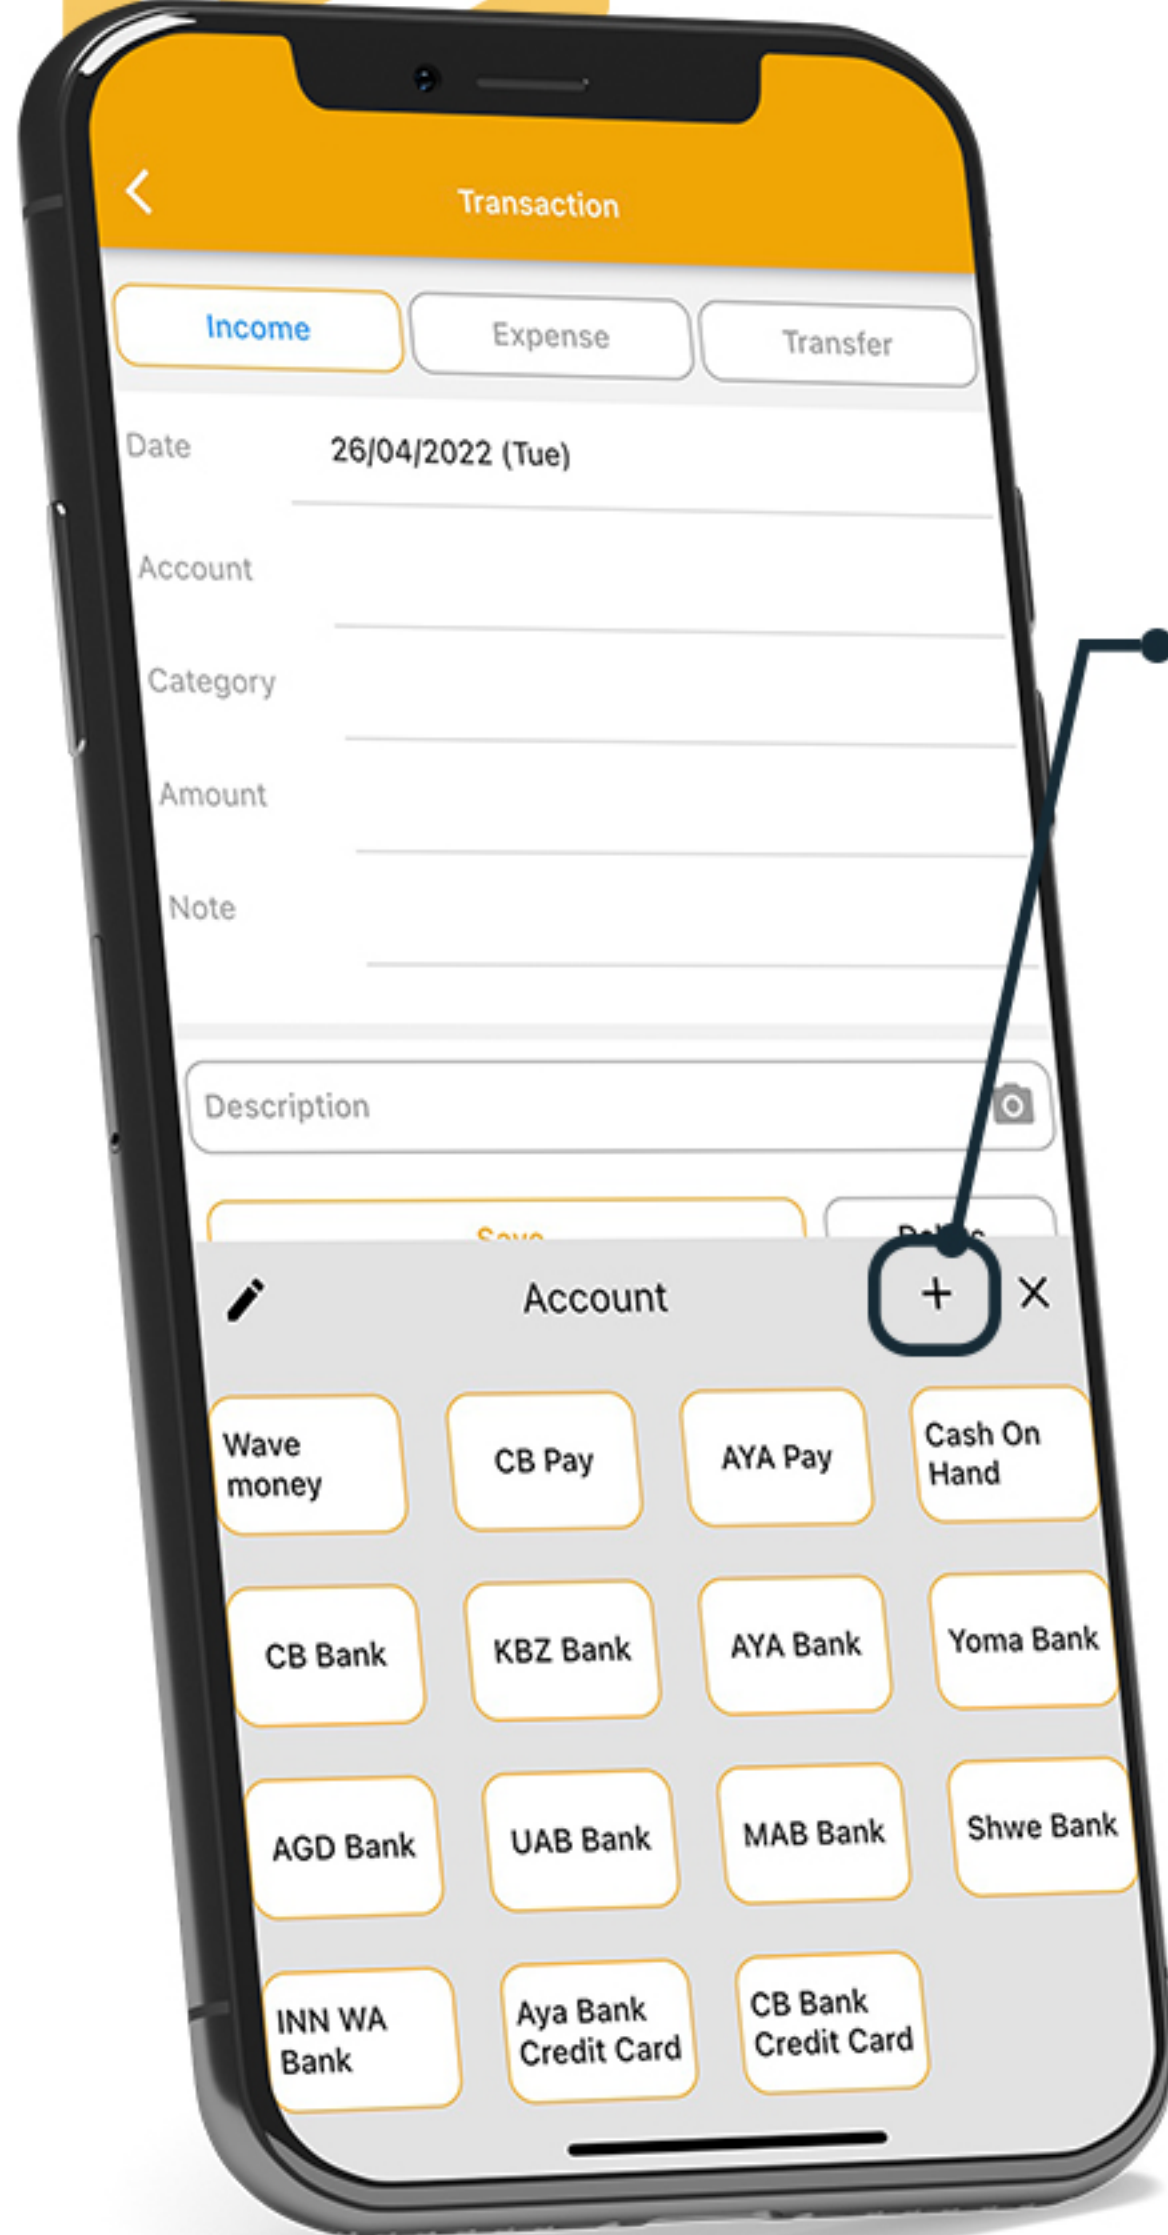 Transaction
Income
Expense
Transfer
Date
26/04/2022 (Tue)
Account
Category
Amount
Note
Description
Save
Account
Wave
money
CB Pay
AYA Pay
Cash On
Hand
CB Bank
KBZ Bank
AYA Bank
Yoma Bank
AGD Bank
UAB Bank
MAB Bank
Shwe Bank
INN WA
Bank
Aya Bank
Credit Card
CB Bank
Credit Card